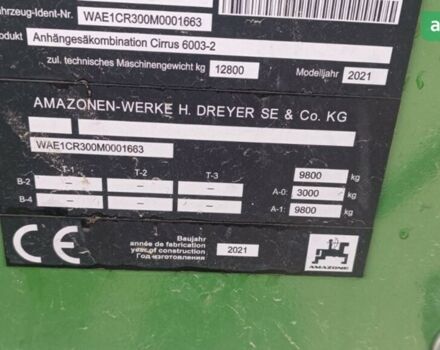 hrzeug-Ident-Nr. WAE1CR300M0001663
odukt Anhängesäkombination Cirrus 6003-2
zul. technisches Maschinengewicht kg 12800 Modelljahr 2021
AMAZONEN-WERKE H. DREYER SE & Co. KG
WAE1CR300M0001663
9800 kg
T-1 T-2 T-3
B-2 – – – A-0: 3000 kg
B-4 – – – A-1: 9800 kg
CE
Baujahr
année de fabrication
year of construction
Год изготовления
2021
AMAZONE
a